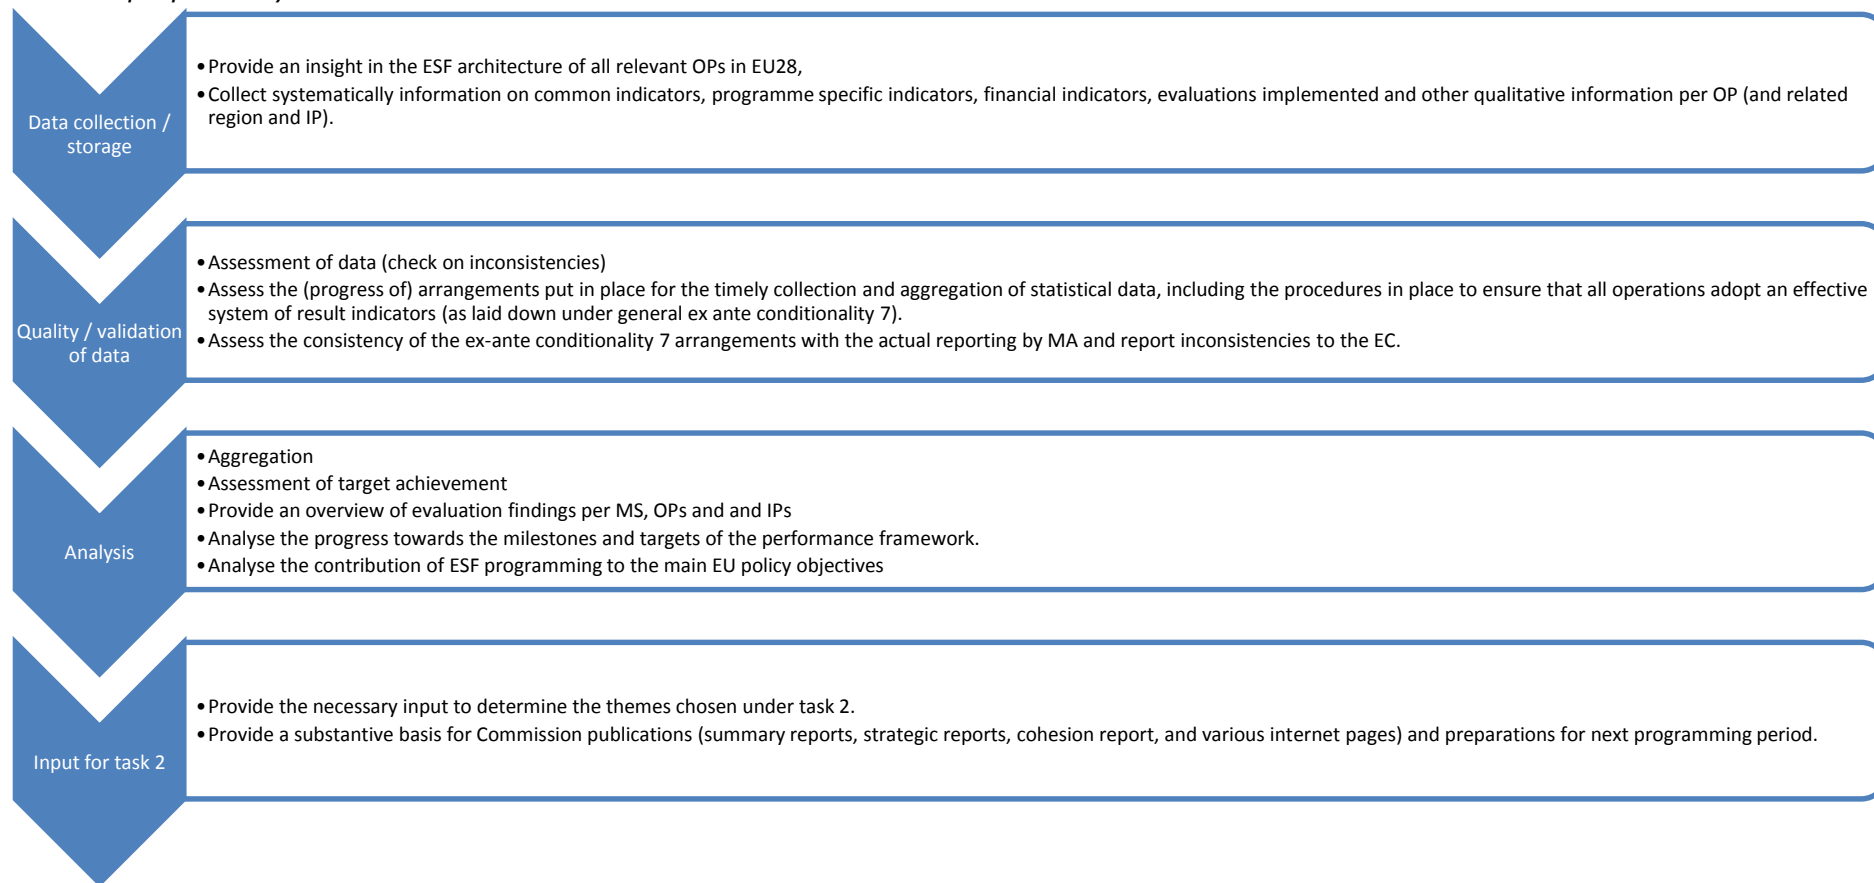 Data collection /
storage
•Provide an insight in the ESF architecture of all relevant OPs in EU28,
•Collect systematically information on common indicators, programme specific indicators, financial indicators, evaluations implemented and other qualitative information per OP (and related
region and IP).
Quality / validation
of data
•Assessment of data (check on inconsistencies)
•Assess the (progress of) arrangements put in place for the timely collection and aggregation of statistical data, including the procedures in place to ensure that all operations adopt an effective
system of result indicators (as laid down under general ex ante conditionality 7).
•Assess the consistency of the ex-ante conditionality 7 arrangements with the actual reporting by MA and report inconsistencies to the EC.
Analysis
•Aggregation
•Assessment of target achievement
•Provide an overview of evaluation findings per MS, OPs and and IPs
•Analyse the progress towards the milestones and targets of the performance framework.
•Analyse the contribution of ESF programming to the main EU policy objectives
Input for task 2
•Provide the necessary input to determine the themes chosen under task 2.
•Provide a substantive basis for Commission publications (summary reports, strategic reports, cohesion report, and various internet pages) and preparations for next programming period.